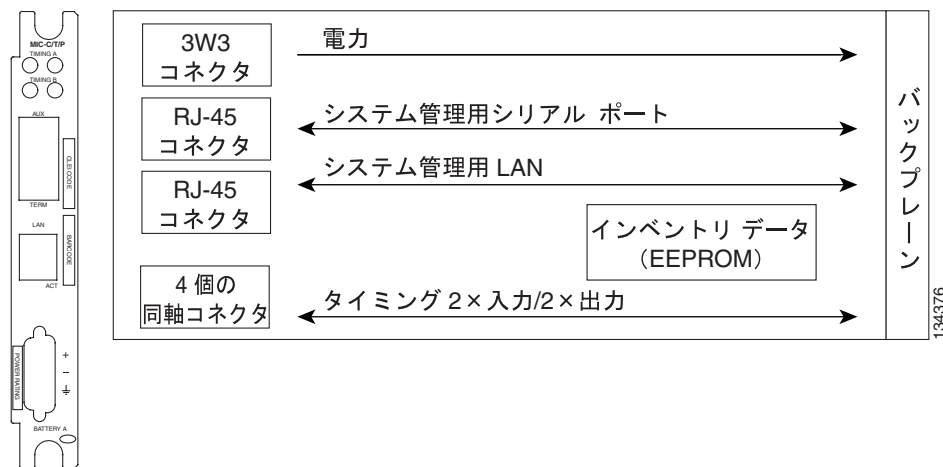 MIC-C/T/P
TIMING A
TIMING B
AUX
CLEI CODE
TERM
LAN
BARCODE
ACT
POWER RATING
+
−
BATTERY A
3W3
コネクタ
電力
RJ-45
コネクタ
システム管理用シリアル ポート
システム管理用 LAN
RJ-45
コネクタ
インベントリ データ
（EEPROM）
4 個の
同軸コネクタ
タイミング 2×入力/2×出力
バックプレーン
134376